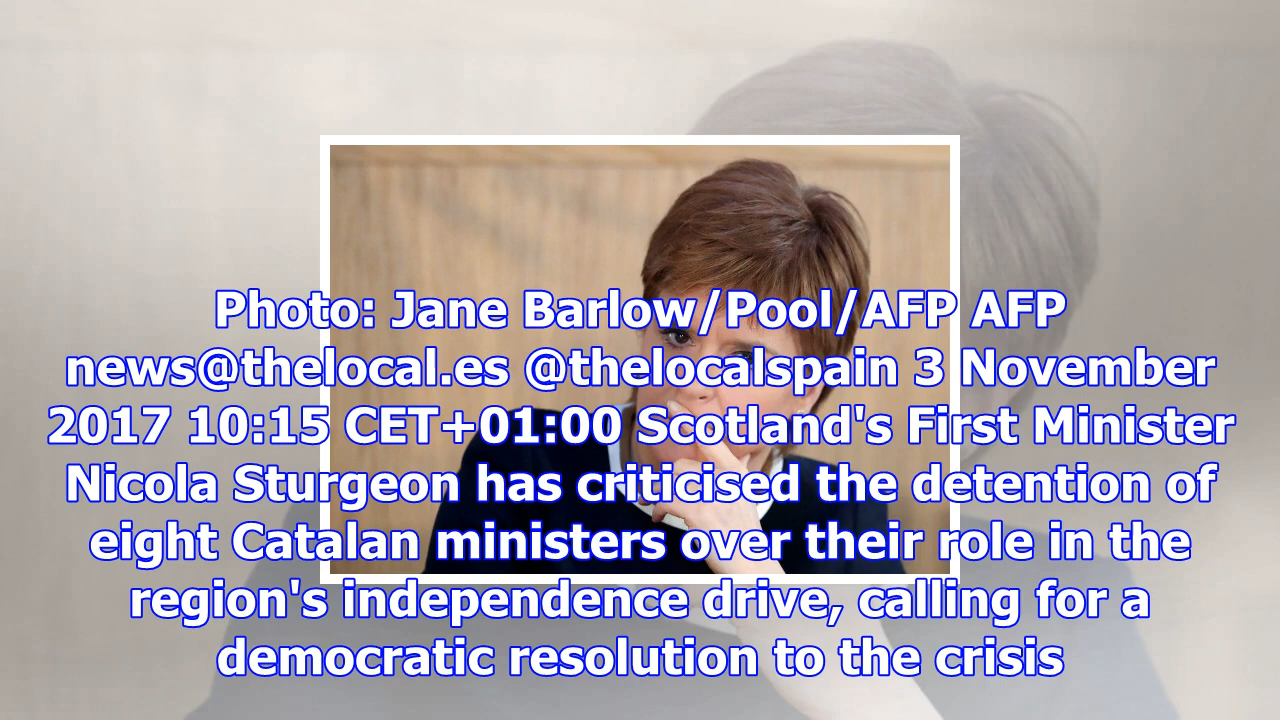 Photo: Jane Barlow/Pool/AFP AFP
news@thelocal.es @thelocalspain 3 November
2017 10:15 CET+01:00 Scotland's First Minister
Nicola Sturgeon has criticised the detention of
eight Catalan ministers over their role in the
region's independence drive, calling for a
democratic resolution to the crisis